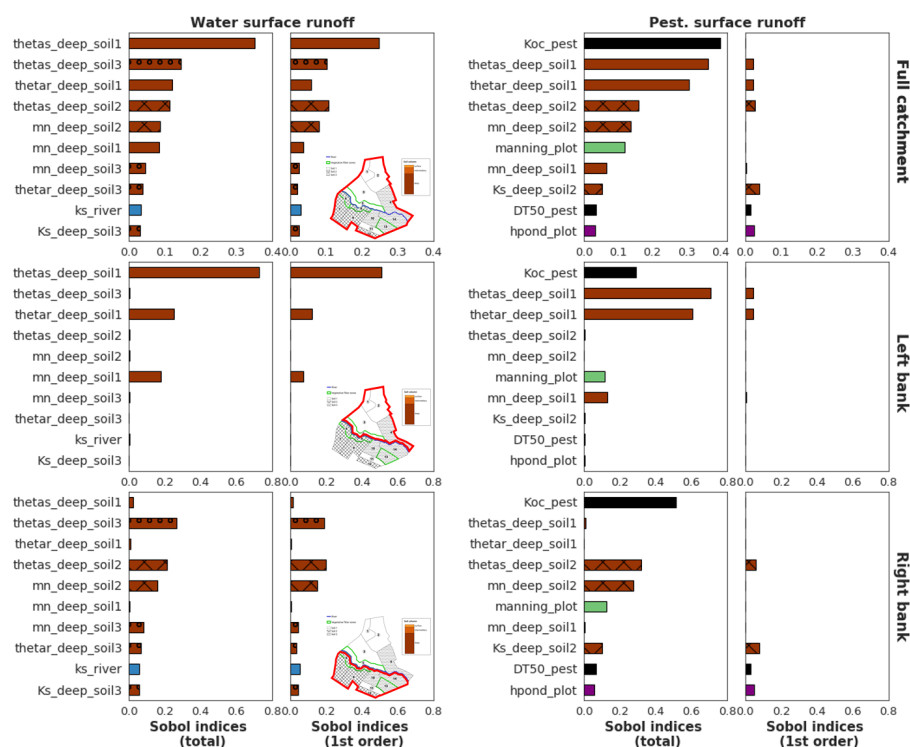 Water surface runoff
Pest. surface runoff
thetas_deep_soil1
thetas_deep_soil3
thetar_deep_soil1
thetas_deep_soil2
mn_deep_soil2
mn_deep_soil1
mn_deep_soil3
thetar_deep_soil3
ks_river
Ks_deep_soil3
0.0 0.1 0.2 0.3 0.4
0.0 0.1 0.2 0.3 0.4
Koc_pest
thetas_deep_soil1
thetar_deep_soil1
thetas_deep_soil2
mn_deep_soil2
manning_plot
mn_deep_soil1
Ks_deep_soil2
DT50_pest
hpond_plot
0.0 0.1 0.2 0.3 0.4
0.0 0.1 0.2 0.3 0.4
Full catchment
thetas_deep_soil1
thetas_deep_soil3
thetar_deep_soil1
thetas_deep_soil2
mn_deep_soil2
mn_deep_soil1
mn_deep_soil3
thetar_deep_soil3
ks_river
Ks_deep_soil3
0.0 0.2 0.4 0.6 0.8
0.0 0.2 0.4 0.6 0.8
Koc_pest
thetas_deep_soil1
thetar_deep_soil1
thetas_deep_soil2
mn_deep_soil2
manning_plot
mn_deep_soil1
Ks_deep_soil2
DT50_pest
hpond_plot
0.0 0.2 0.4 0.6 0.8
0.0 0.2 0.4 0.6 0.8
Left bank
thetas_deep_soil1
thetas_deep_soil3
thetar_deep_soil1
thetas_deep_soil2
mn_deep_soil2
mn_deep_soil1
mn_deep_soil3
thetar_deep_soil3
ks_river
Ks_deep_soil3
0.0 0.2 0.4 0.6 0.8
0.0 0.2 0.4 0.6 0.8
Koc_pest
thetas_deep_soil1
thetar_deep_soil1
thetas_deep_soil2
mn_deep_soil2
manning_plot
mn_deep_soil1
Ks_deep_soil2
DT50_pest
hpond_plot
0.0 0.2 0.4 0.6 0.8
0.0 0.2 0.4 0.6 0.8
Right bank
Sobol indices
(total)
Sobol indices
(1st order)
Sobol indices
(total)
Sobol indices
(1st order)